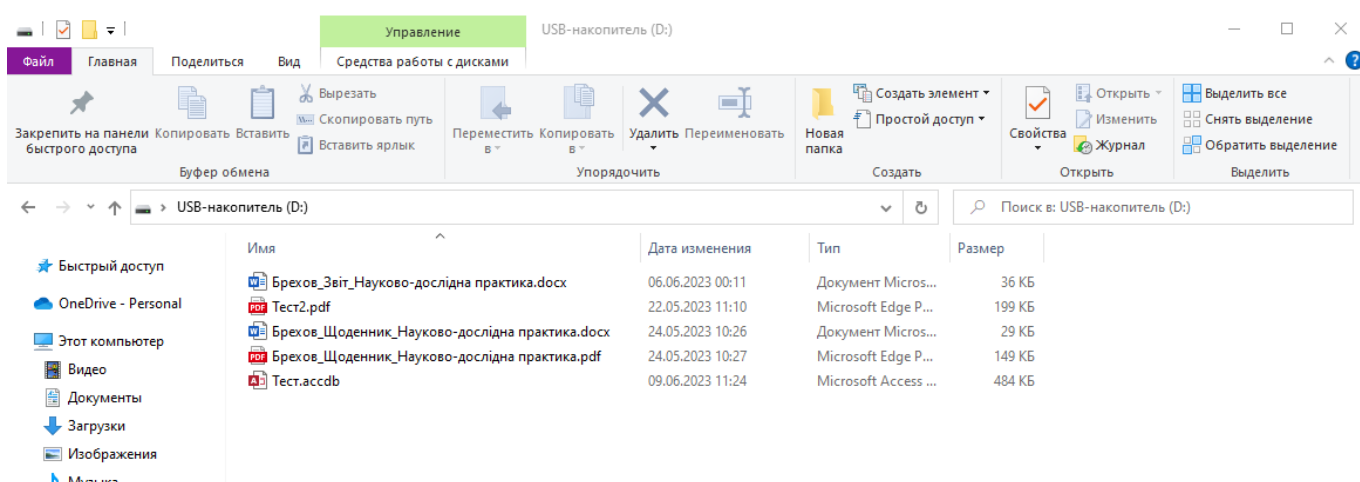 Управление USB-накопитель (D:)
Файл Главная Поделиться Вид Средства работы с дисками
Закрепить на панели быстрого доступа
Копировать
Вставить
Вырезать
Скопировать путь
Вставить ярлык
Буфер обмена
Переместить в
Копировать в
Удалить
Переименовать
Упорядочить
Новая папка
Создать элемент
Простой доступ
Создать
Свойства
Открыть
Изменить
Журнал
Открыть
Выделить все
Снять выделение
Обратить выделение
Выделить
USB-накопитель (D:)
Поиск в: USB-накопитель (D:)
Быстрый доступ
OneDrive - Personal
Этот компьютер
Видео
Документы
Загрузки
Изображения
Имя Дата изменения Тип Размер
Брехов_Звіт_Науково-дослідна практика.docx 06.06.2023 00:11 Документ Micros... 36 КБ
Тест2.pdf 22.05.2023 11:10 Microsoft Edge P... 199 КБ
Брехов_Щоденник_Науково-дослідна практика.docx 24.05.2023 10:26 Документ Micros... 29 КБ
Брехов_Щоденник_Науково-дослідна практика.pdf 24.05.2023 10:27 Microsoft Edge P... 149 КБ
Тест.accdb 09.06.2023 11:24 Microsoft Access ... 484 КБ